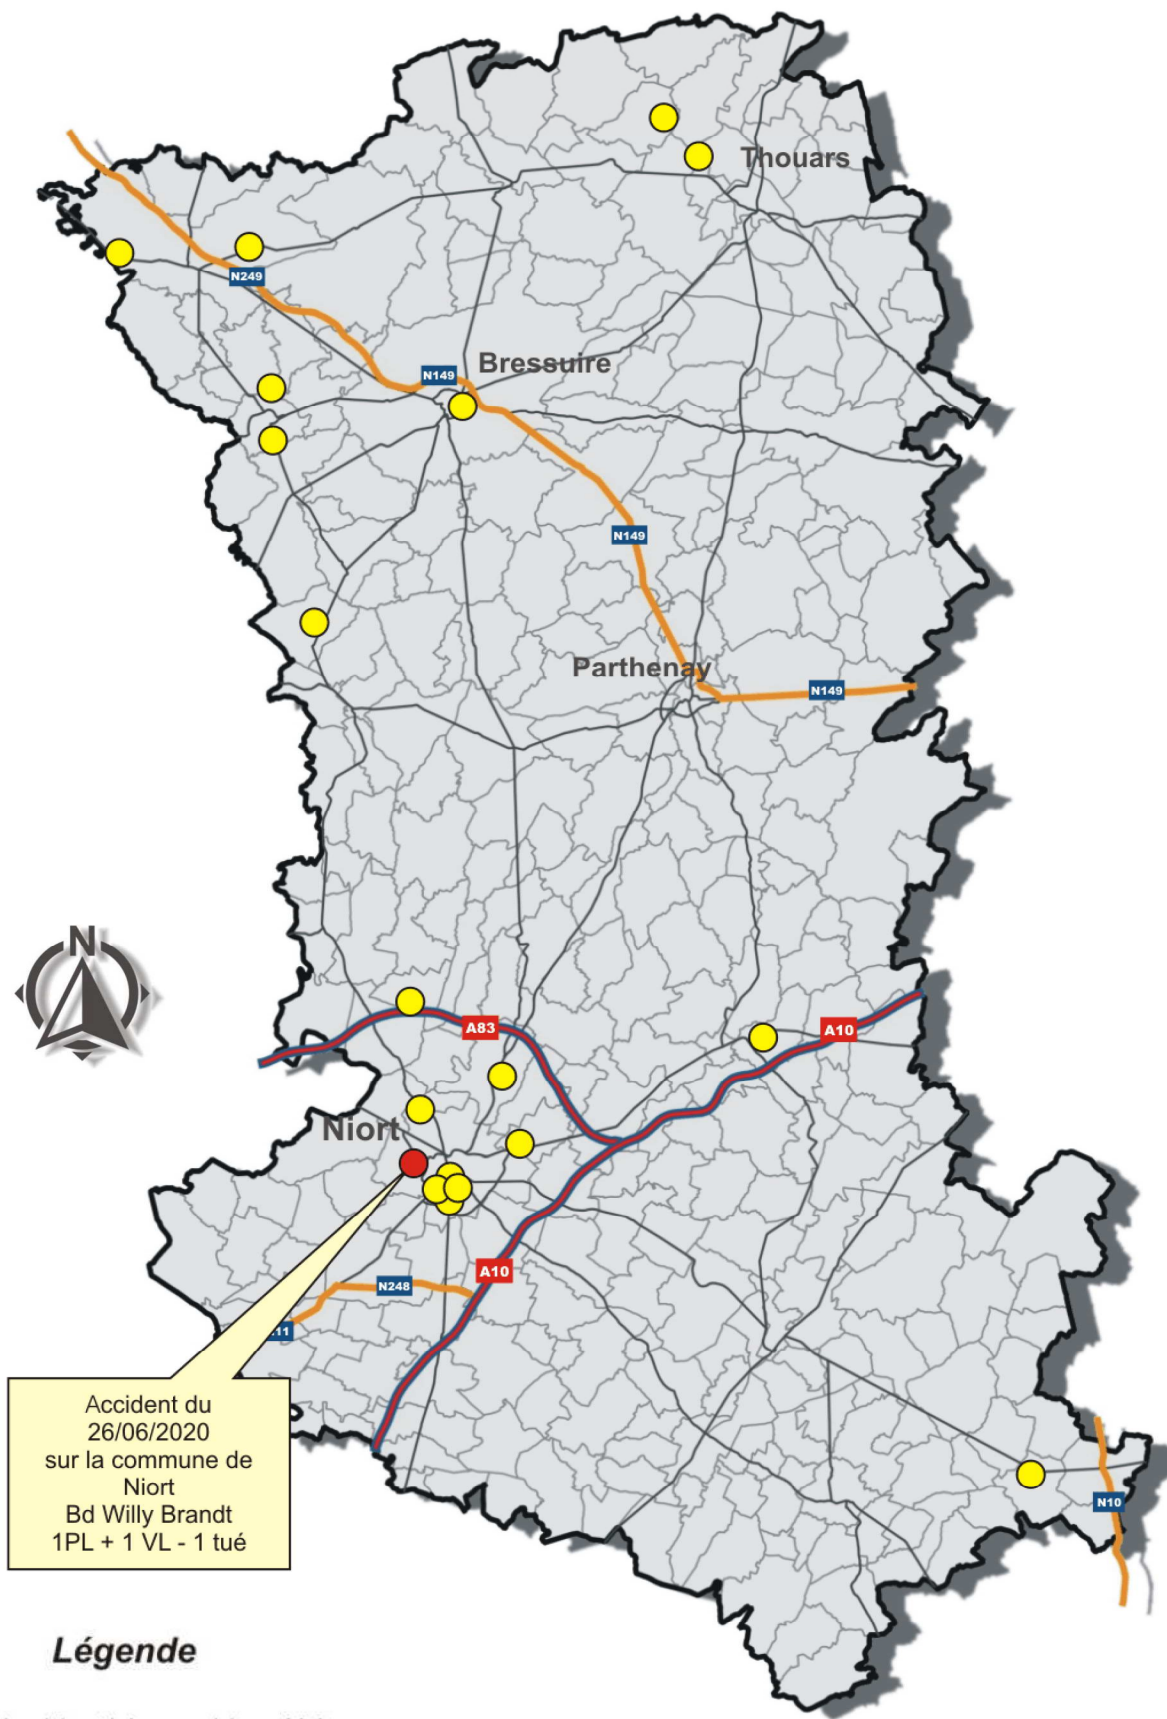 Thouars
N249
Bressuire
N149
N149
Parthenay
N149
N
A83
A10
Niort
A10
N248
11
Accident du
26/06/2020
sur la commune de
Niort
Bd Willy Brandt
1PL + 1 VL - 1 tué
N10
Légende